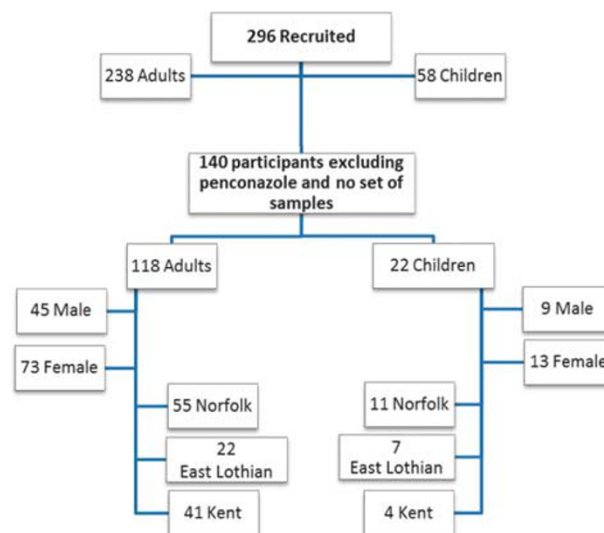 296 Recruited
238 Adults
58 Children
140 participants excluding
penconazole and no set of
samples
118 Adults
22 Children
45 Male
9 Male
73 Female
13 Female
55 Norfolk
11 Norfolk
22
East Lothian
7
East Lothian
41 Kent
4 Kent